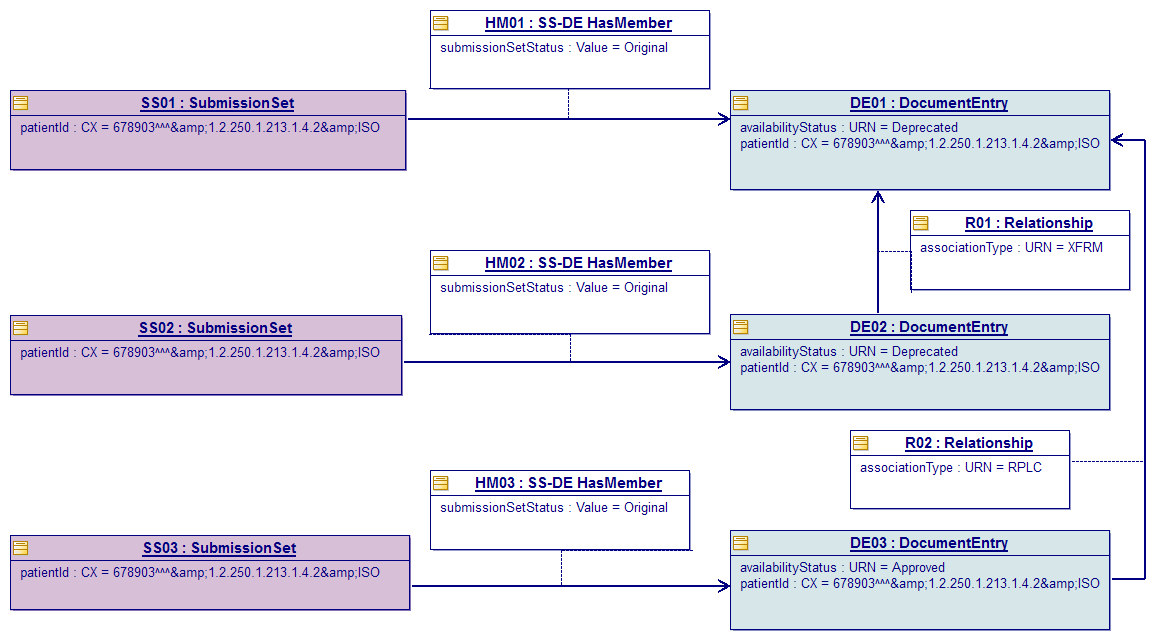 HM01 : SS-DE HasMember
submissionSetStatus : Value = Original
SS01 : SubmissionSet
patientId : CX = 678903^^^&amp;1.2.250.1.213.1.4.2&amp;ISO
DE01 : DocumentEntry
availabilityStatus : URN = Deprecated
patientId : CX = 678903^^^&amp;1.2.250.1.213.1.4.2&amp;ISO
R01 : Relationship
associationType : URN = XFRM
HM02 : SS-DE HasMember
submissionSetStatus : Value = Original
SS02 : SubmissionSet
patientId : CX = 678903^^^&amp;1.2.250.1.213.1.4.2&amp;ISO
DE02 : DocumentEntry
availabilityStatus : URN = Deprecated
patientId : CX = 678903^^^&amp;1.2.250.1.213.1.4.2&amp;ISO
R02 : Relationship
associationType : URN = RPLC
HM03 : SS-DE HasMember
submissionSetStatus : Value = Original
SS03 : SubmissionSet
patientId : CX = 678903^^^&amp;1.2.250.1.213.1.4.2&amp;ISO
DE03 : DocumentEntry
availabilityStatus : URN = Approved
patientId : CX = 678903^^^&amp;1.2.250.1.213.1.4.2&amp;ISO